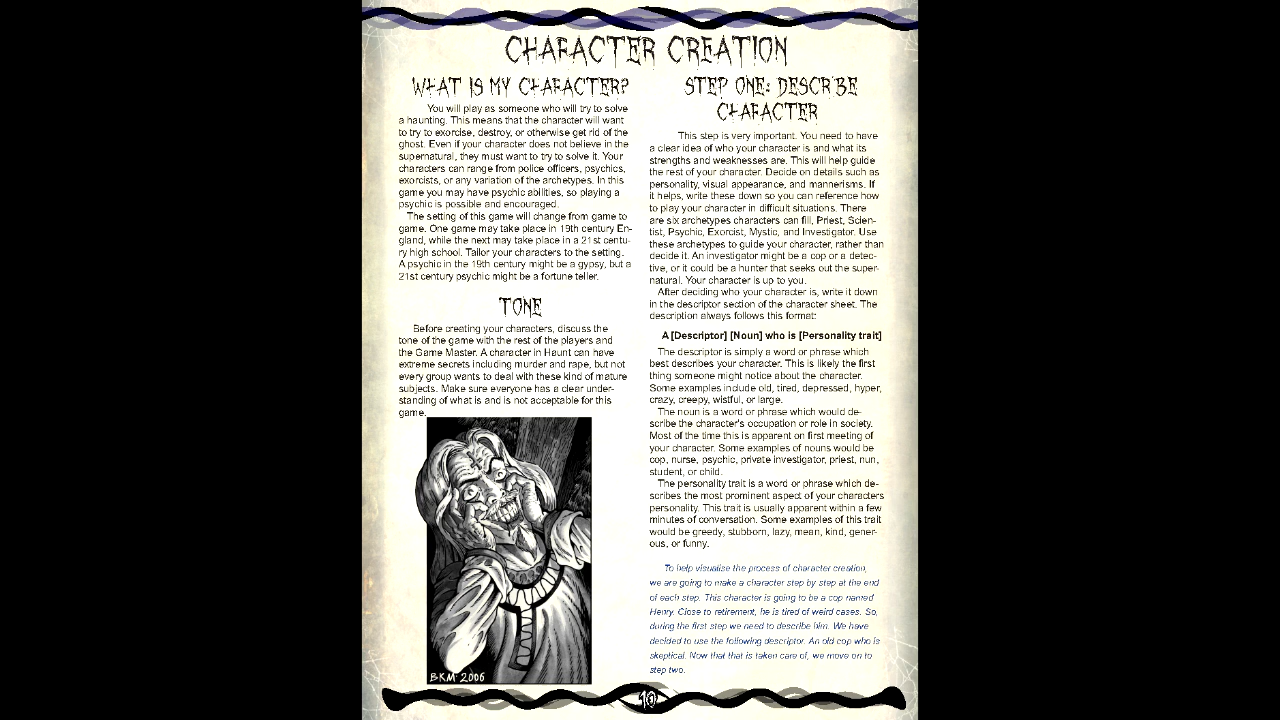 CHARACTER CREATION
WHAT IS MY CHARACTER?
You will play as someone who will try to solve
a haunting. This means that the character will want
to try to exorcise, destroy, or otherwise get rid of the
ghost. Even if your character does not believe in the
supernatural, they must want to try to solve it. Your
characters can range from police officers, psychics,
exorcists, or any variation of the archetypes. In this
game you may have psychic abilities, so playing a
psychic is possible and encouraged.
The setting of this game will change from game to
game. One game may take place in 19th century En-
gland, while the next may take place in a 21st centu-
ry high school. Tailor your characters to the setting.
A psychic in the 19th century might be a gypsy, but a
21st century psychic might be a fortune teller.
TONE
Before creating your characters, discuss the
tone of the game with the rest of the players and
the Game Master. A character in Haunt can have
extreme secrets including murder and rape, but not
every group wants to deal with these kind of mature
subjects. Make sure everyone has a clear under-
standing of what is and is not acceptable for this
game.
BKM 2006
STEP ONE: DESCRIBE
CHARACTER
This step is very important. You need to have
a clear idea of who your character is and what its
strengths and weaknesses are. This will help guide
the rest of your character. Decide on details such as
personality, visual appearance, and mannerisms. If
it helps, write these down so you can reference how
to play your character in difficult situations. There
are six archetypes characters can fill, Priest, Scien-
tist, Psychic, Exorcist, Mystic, and Investigator. Use
these archetypes to guide your character, rather than
decide it. An investigator might be a cop or a detec-
tive, or it could be a hunter that seeks out the super-
natural. Your character is up to you.
After deciding who your character is, write it down
in the descriptor section of the character sheet. The
description always follows this format:
A [Descriptor] [Noun] who is [Personality trait]
The descriptor is simply a word or phrase which
best describes your character. This is likely the first
thing someone might notice about the character.
Some examples include old, tired, depressed, hyper,
crazy, creepy, wistful, or large.
The noun is a word or phrase which would de-
scribe the character's occupation or role in society.
Most of the time this is apparent on first meeting of
your character. Some examples of nouns would be
cop, nurse, psychic, private investigator, priest, nun,
student, or child.
The personality trait is a word or phrase which de-
scribes the most prominent aspect of your characters
personality. This trait is usually apparent within a few
minutes of conversation. Some examples of this trait
would be greedy, stubborn, lazy, mean, kind, gener-
ous, or funny.
To help visualise the process of character creation,
we are going to make a character step by step at the end
of each step. This character is going to be a cop named
Henry. Close to retirement, he is tired of weird cases. So,
during the first step we need to describe him. We have
decided to use the following descriptor. An old cop who is
skeptical. Now that that is taken care of, we move on to
step two.
10